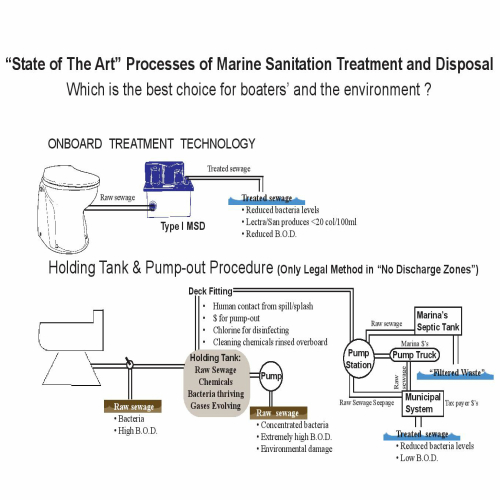 “State of The Art” Processes of Marine Sanitation Treatment and Disposal
Which is the best choice for boaters’ and the environment ?
ONBOARD TREATMENT TECHNOLOGY
Treated sewage
Raw sewage
Type I MSD
Treated sewage
• Reduced bacteria levels
• Lectra/San produces <20 col/100ml
• Reduced B.O.D.
Holding Tank & Pump-out Procedure (Only Legal Method in “No Discharge Zones”)
Deck Fitting
• Human contact from spill/splash
• $ for pump-out
• Chlorine for disinfecting
• Cleaning chemicals rinsed overboard
Holding Tank:
Raw Sewage
Chemicals
Bacteria thriving
Gases Evolving
Pump
Raw sewage
• Bacteria
• High B.O.D.
Raw sewage
• Concentrated bacteria
• Extremely high B.O.D.
• Environmental damage
Pump
Station
Raw sewage
Marina’s
Septic Tank
Marina $’s
Pump Truck
“Filtered Waste”
Raw
sewage
Raw Sewage Seepage
Municipal
System
Tax payer $’s
Treated sewage
• Reduced bacteria levels
• Low B.O.D.